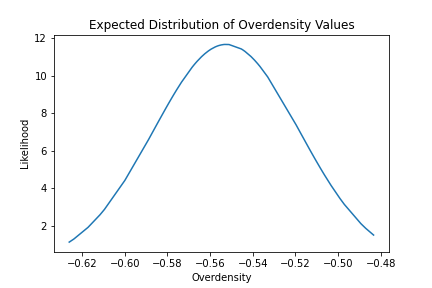 Expected Distribution of Overdensity Values
12
10
8
6
4
2
Likelihood
−0.62 −0.60 −0.58 −0.56 −0.54 −0.52 −0.50 −0.48
Overdensity